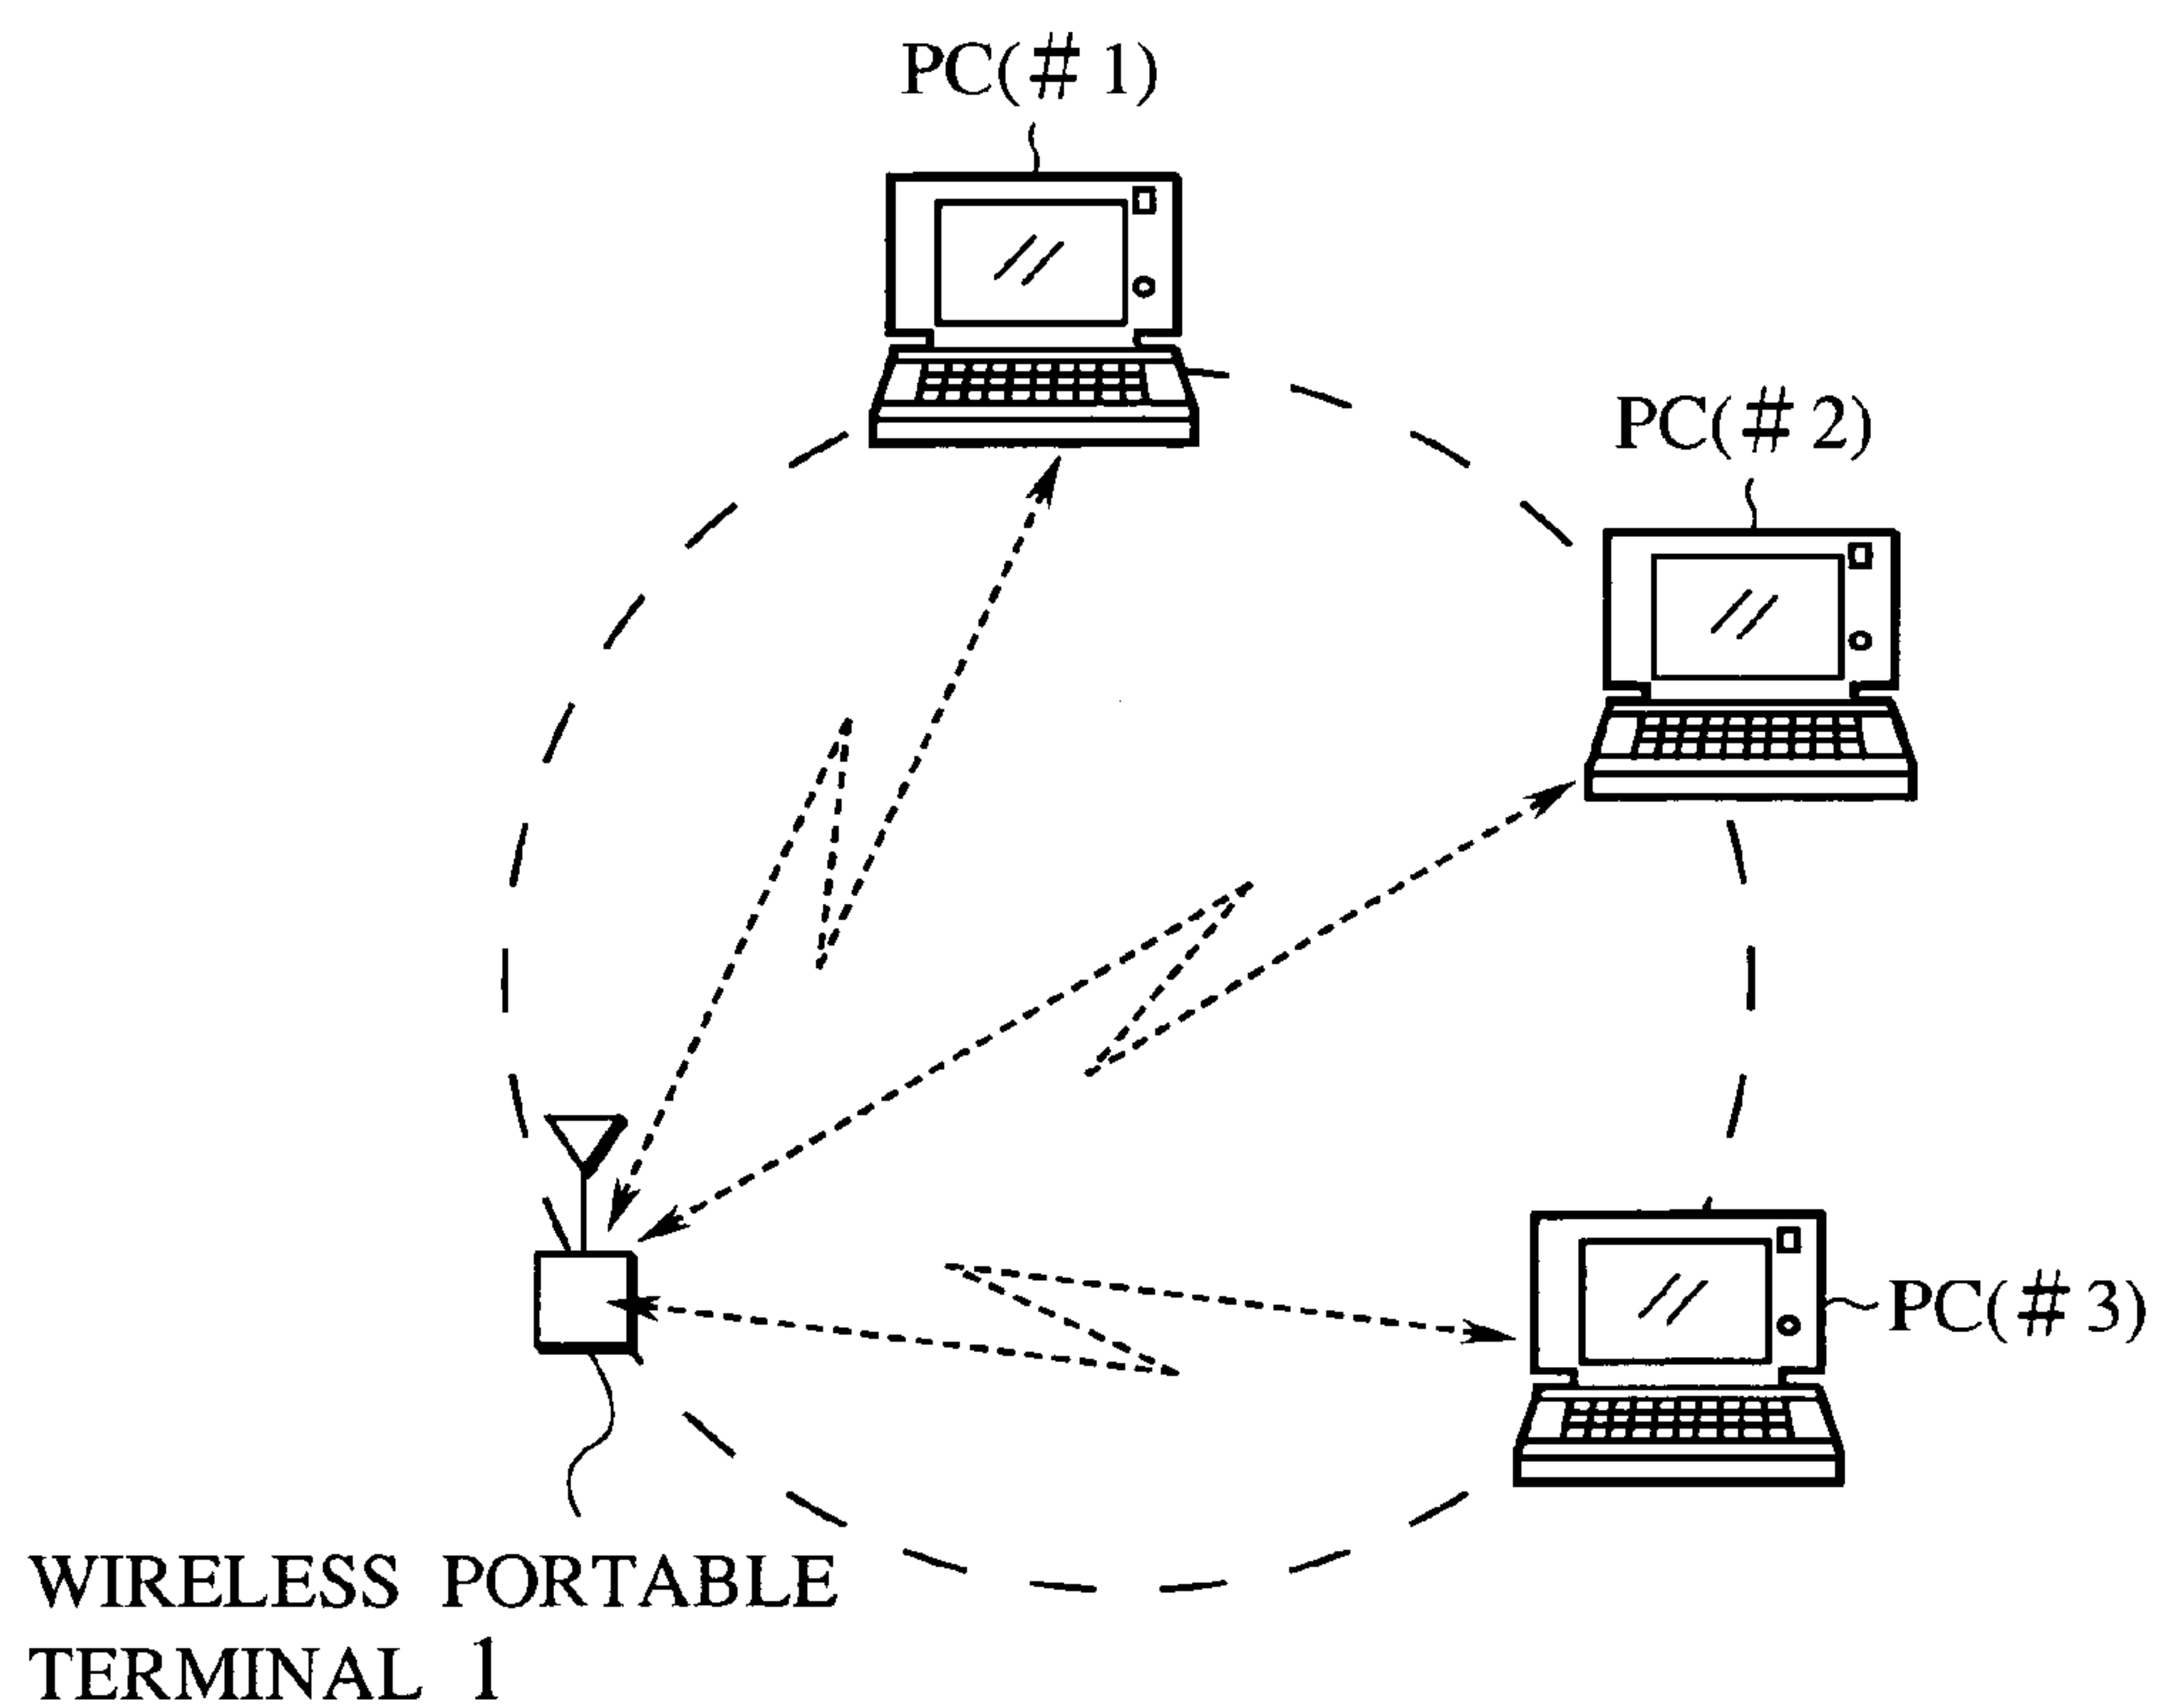 PC(# 1)
PC(# 2)
PC(# 3)
WIRELESS PORTABLE
TERMINAL 1